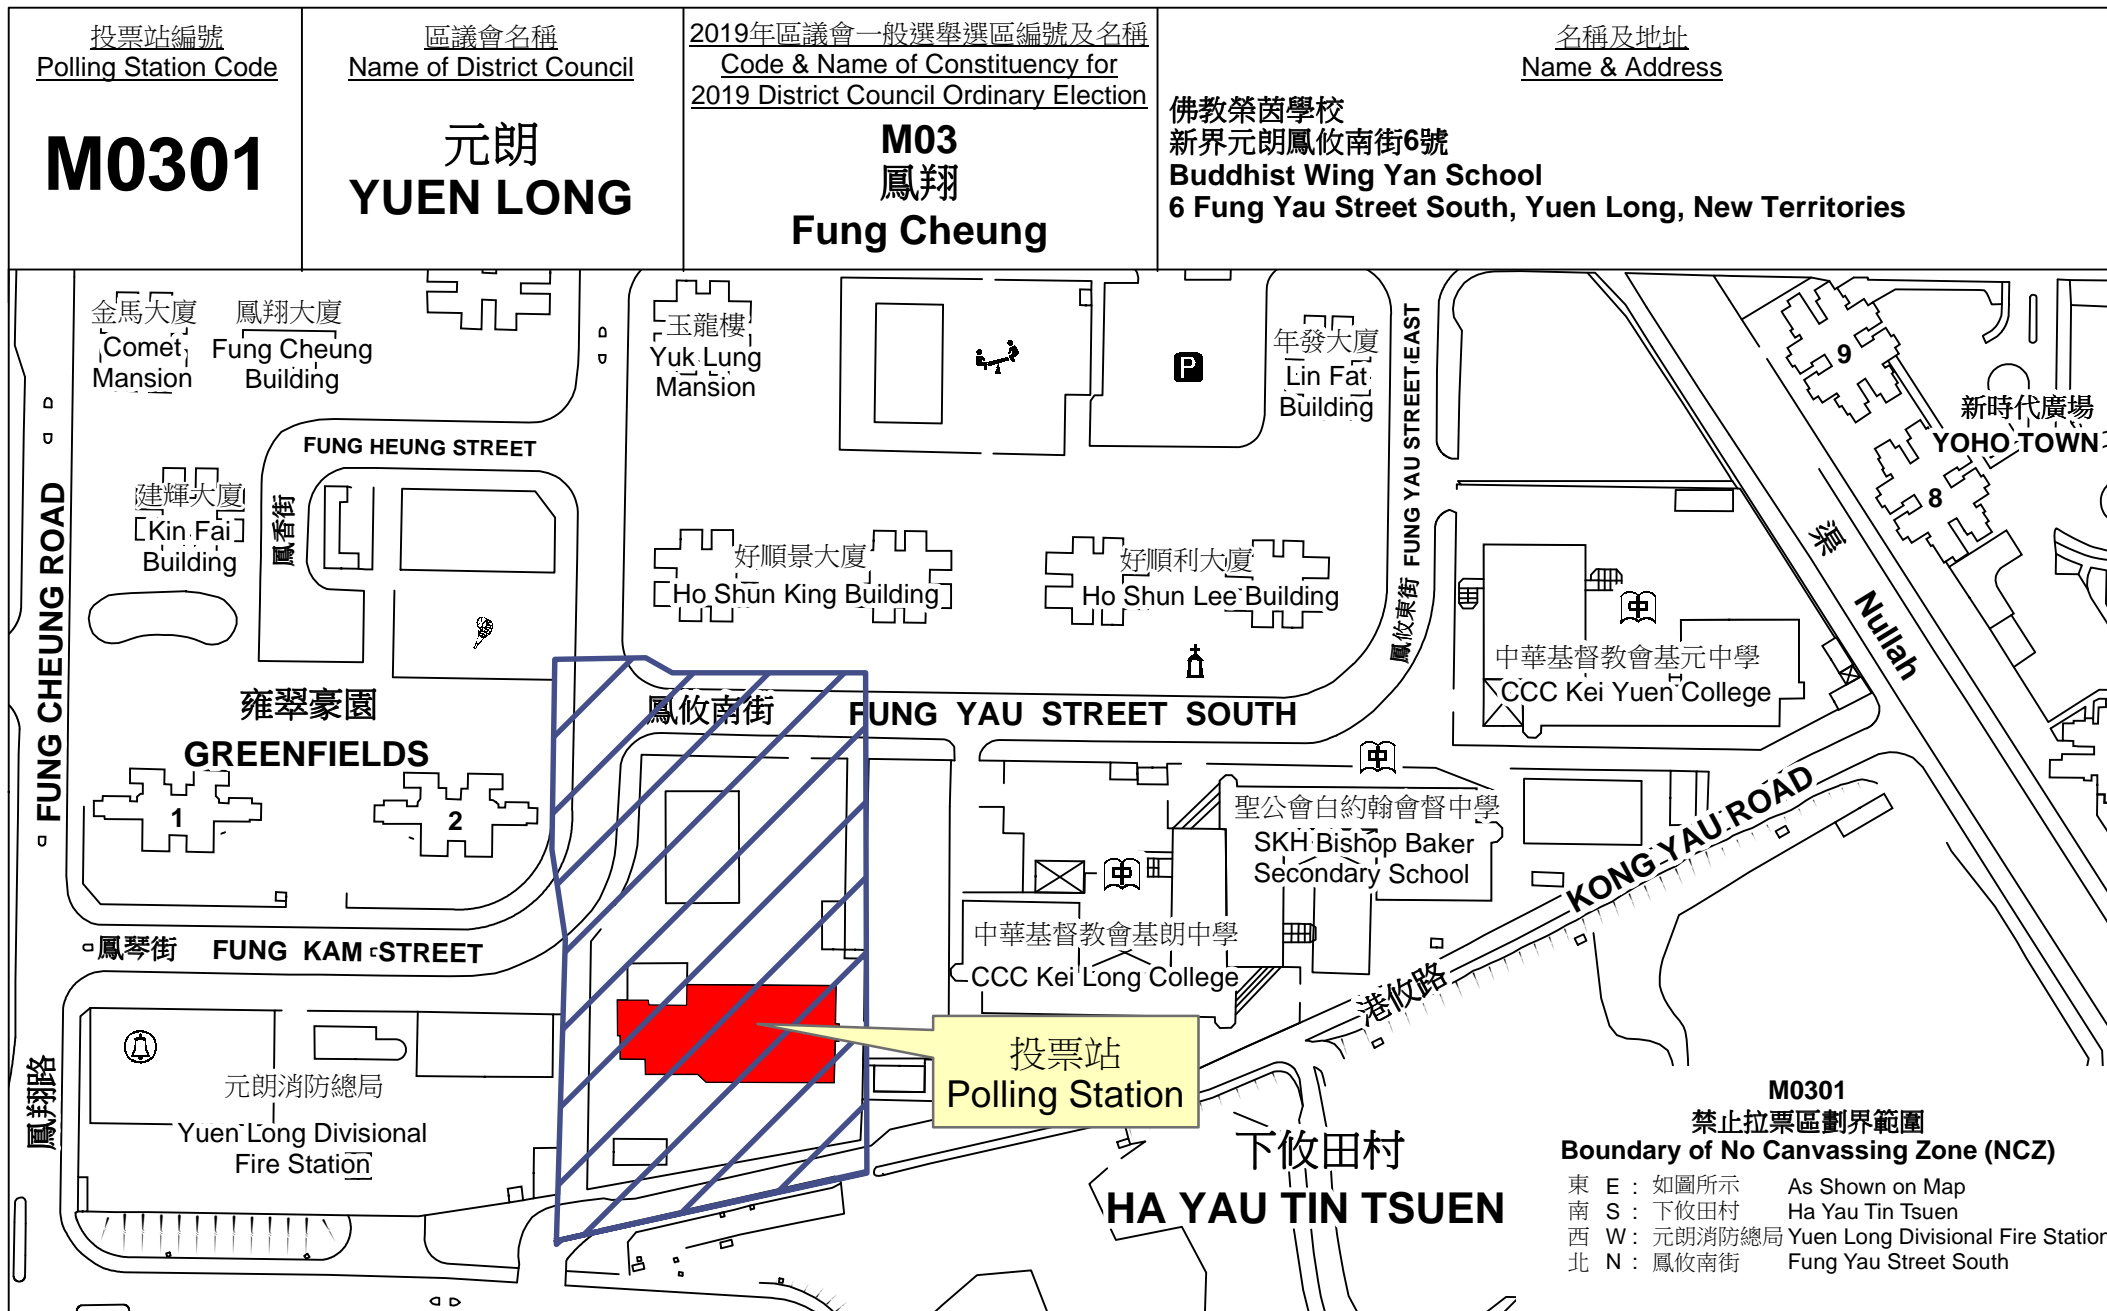 投票站編號
Polling Station Code
M0301
區議會名稱
Name of District Council
元朗
YUEN LONG
2019年區議會一般選舉選區編號及名稱
Code & Name of Constituency for
2019 District Council Ordinary Election
M03
鳳翔
Fung Cheung
名稱及地址
Name & Address
佛教榮茵學校
新界元朗鳳攸南街6號
Buddhist Wing Yan School
6 Fung Yau Street South, Yuen Long, New Territories
金馬大廈
Comet
Mansion
鳳翔大廈
Fung Cheung
Building
玉龍樓
Yuk Lung
Mansion
P
年發大廈
Lin Fat
Building
FUNG YAU STREET EAST
鳳攸東街
9
新時代廣場
YOHO TOWN
8
FUNG HEUNG STREET
鳳香街
建輝大廈
Kin Fai
Building
FUNG CHEUNG ROAD
鳳翔路
好順景大廈
Ho Shun King Building
好順利大廈
Ho Shun Lee Building
渠
Nullah
中
中華基督教會基元中學
CCC Kei Yuen College
雍翠豪園
GREENFIELDS
1
2
鳳攸南街
FUNG YAU STREET SOUTH
中
聖公會白約翰會督中學
SKH Bishop Baker
Secondary School
KONG YAU ROAD
港攸路
中
中華基督教會基朗中學
CCC Kei Long College
鳳琴街
FUNG KAM STREET
元朗消防總局
Yuen Long Divisional
Fire Station
投票站
Polling Station
下攸田村
HA YAU TIN TSUEN
M0301
禁止拉票區劃界範圍
Boundary of No Canvassing Zone (NCZ)
東 E : 如圖所示 As Shown on Map
南 S : 下攸田村 Ha Yau Tin Tsuen
西 W : 元朗消防總局 Yuen Long Divisional Fire Station
北 N : 鳳攸南街 Fung Yau Street South